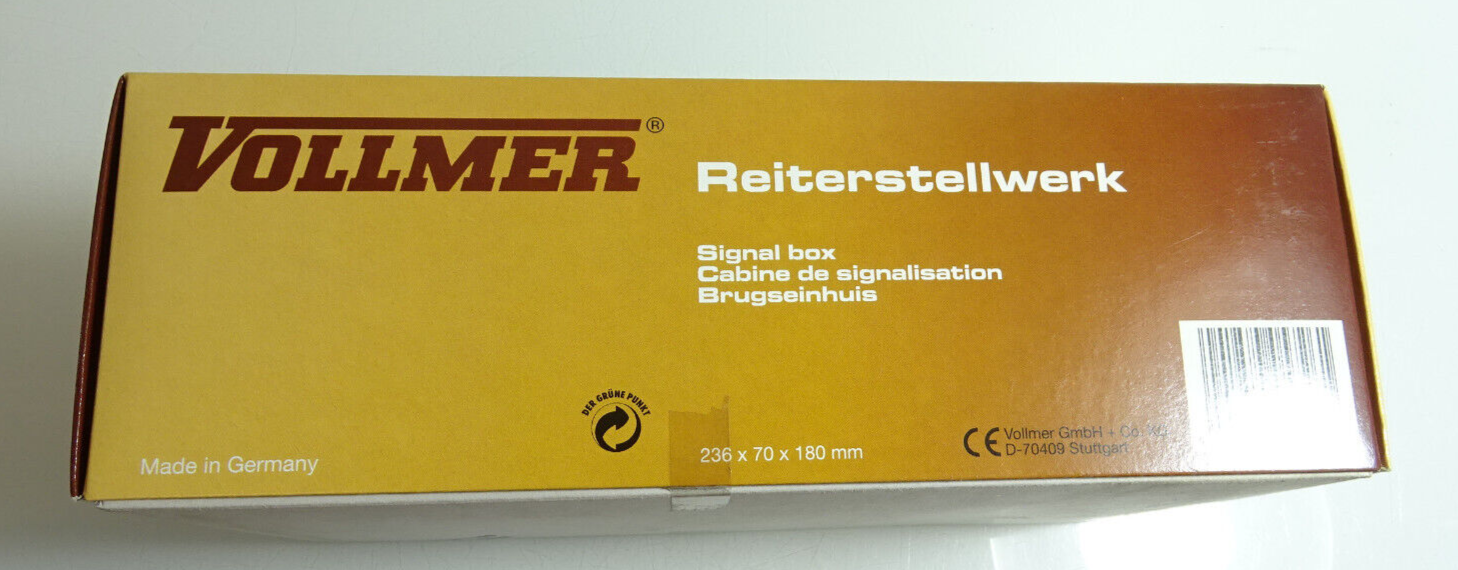 VOLLMER®
Reiterstellwerk
Signal box
Cabine de signalisation
Brugseinhuis
DER GRÜNE PUNKT
Made in Germany
236 x 70 x 180 mm
CE Vollmer GmbH + Co. KG
D-70409 Stuttgart